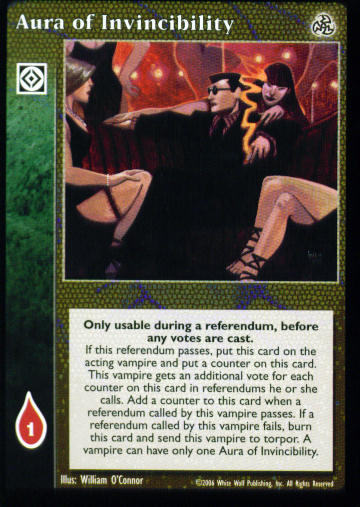 Aura of Invincibility
Only usable during a referendum, before
any votes are cast.
If this referendum passes, put this card on the
acting vampire and put a counter on this card.
This vampire gets an additional vote for each
counter on this card in referendums he or she
calls. Add a counter to this card when a
referendum called by this vampire passes. If a
referendum called by this vampire fails, burn
this card and send this vampire to torpor. A
vampire can have only one Aura of Invincibility.
1
Illus: William O'Connor
©2006 White Wolf Publishing, Inc. All Rights Reserved